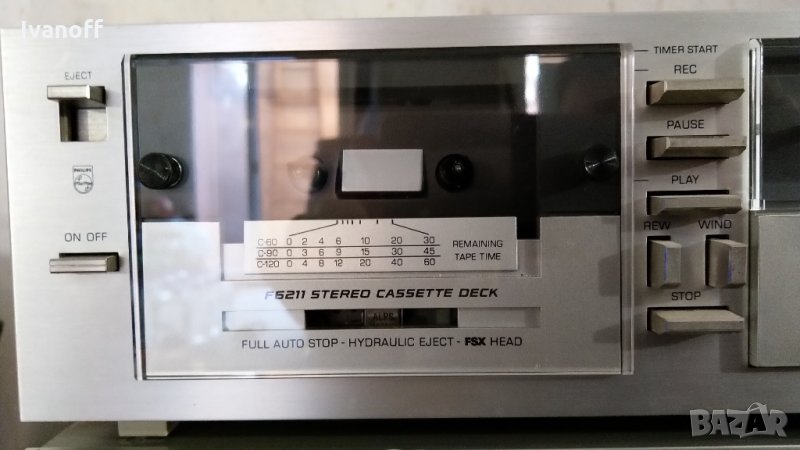 Ivanoff
TIMER START
EJECT
REC
PAUSE
PHILIPS
PLAY
ON OFF
REW WIND
C-60 0 2 4 6 10 20 30
C-90 0 3 6 9 15 30 45
C-120 0 4 8 12 20 40 60
REMAINING
TAPE TIME
F6211 STEREO CASSETTE DECK
STOP
ALPS
FULL AUTO STOP - HYDRAULIC EJECT - FSX HEAD
BAZAR